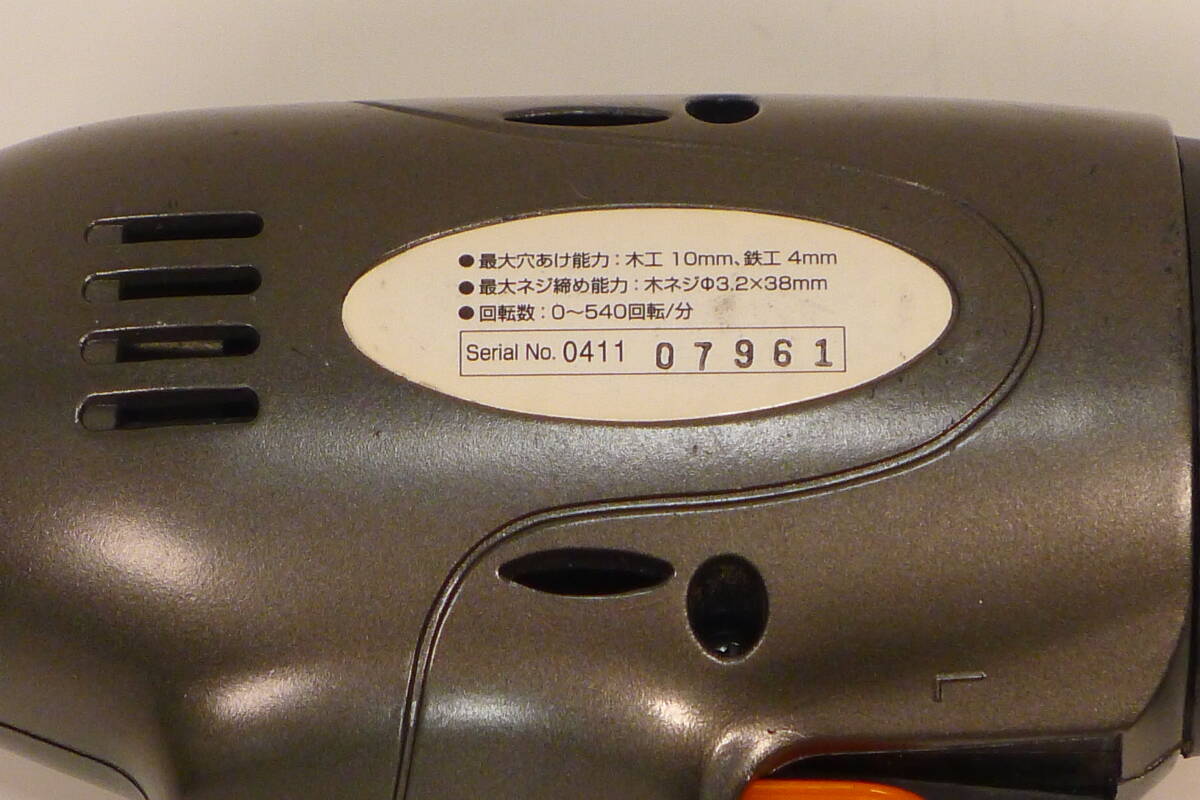 ●最大穴あけ能力：木工 10mm、鉄工 4mm
●最大ネジ締め能力：木ネジΦ3.2×38mm
●回転数：0〜540回転/分
Serial No. 0411 07961
L